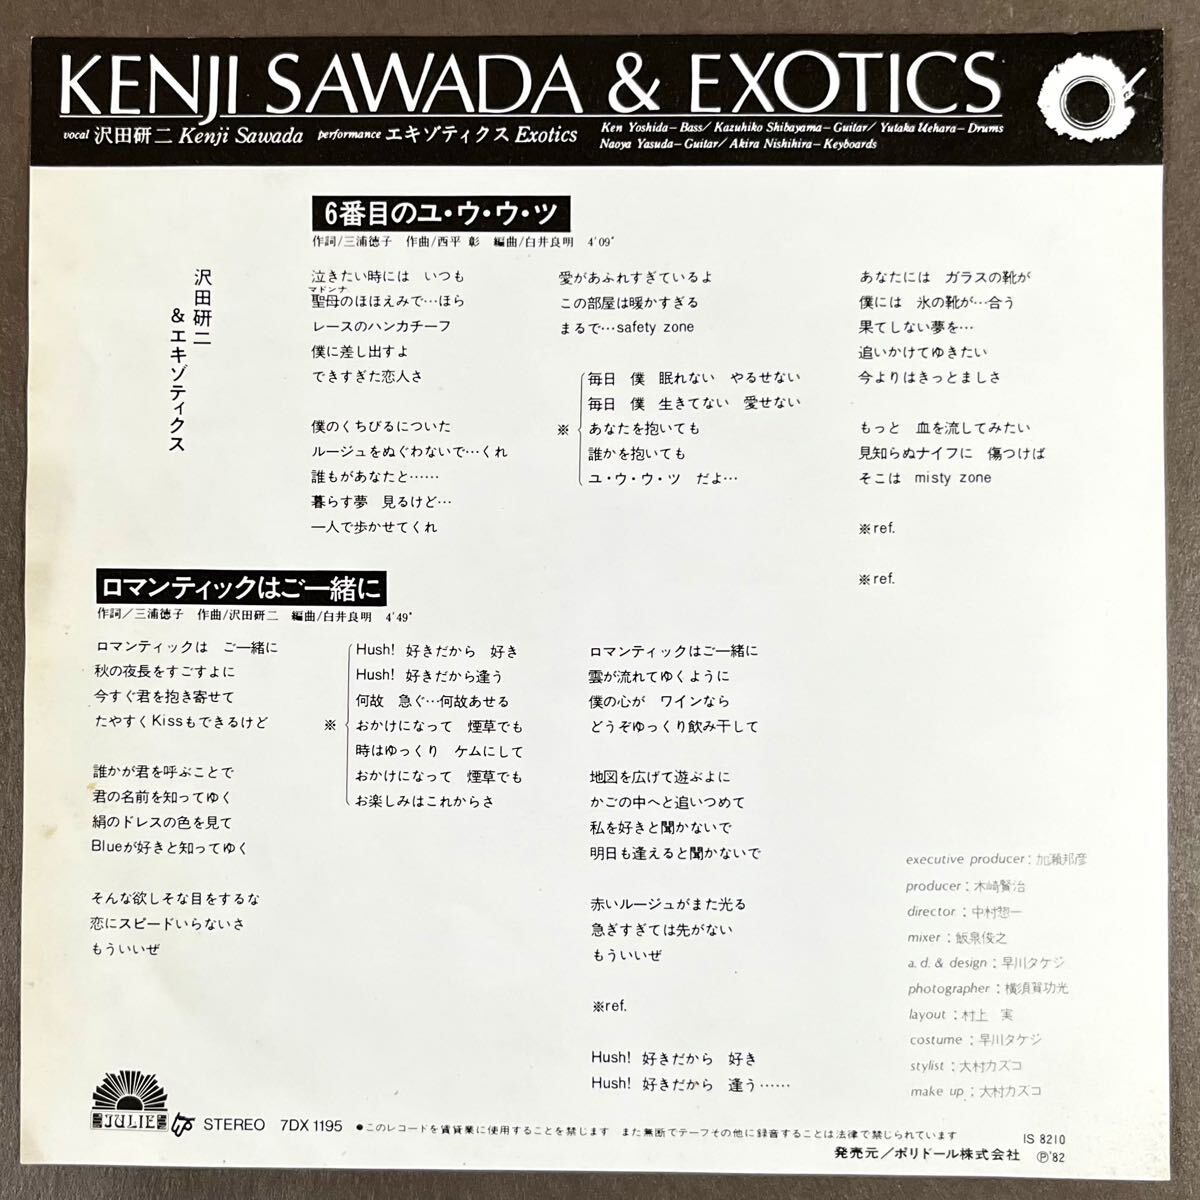 KENJI SAWADA & EXOTICS
vocal 沢田研二 Kenji Sawada performance エキゾティクス Exotics
Ken Yoshida–Bass/ Kazuhiko Shibayama–Guitar/ Yutaka Uehara–Drums
Naoya Yasuda–Guitar/ Akira Nishihira–Keyboards
沢田研二
&エキゾティクス
6番目のユ・ウ・ウ・ツ
作詞/三浦徳子 作曲/西平 彰 編曲/白井良明 4'09"
泣きたい時には いつも
マドンナ
聖母のほほえみで…ほら
レースのハンカチーフ
僕に差し出すよ
できすぎた恋人さ
僕のくちびるについた
ルージュをぬぐわないで…くれ
誰もがあなたと……
暮らす夢 見るけど…
一人で歩かせてくれ
愛があふれすぎているよ
この部屋は暖かすぎる
まるで…safety zone
※
毎日 僕 眠れない やるせない
毎日 僕 生きてない 愛せない
あなたを抱いても
誰かを抱いても
ユ・ウ・ウ・ツ だよ…
あなたには ガラスの靴が
僕には 氷の靴が…合う
果てしない夢を…
追いかけてゆきたい
今よりはきっとましさ
もっと 血を流してみたい
見知らぬナイフに 傷つけば
そこは misty zone
※ref.
※ref.
ロマンティックはご一緒に
作詞/三浦徳子 作曲/沢田研二 編曲/白井良明 4'49"
ロマンティックは ご一緒に
秋の夜長をすごすよに
今すぐ君を抱き寄せて
たやすくKissもできるけど
誰かが君を呼ぶことで
君の名前を知ってゆく
絹のドレスの色を見て
Blueが好きと知ってゆく
そんな欲しそな目をするな
恋にスピードいらないさ
もういいぜ
※
Hush! 好きだから 好き
Hush! 好きだから逢う
何故 急ぐ…何故あせる
おかけになって 煙草でも
時はゆっくり ケムにして
おかけになって 煙草でも
お楽しみはこれからさ
ロマンティックはご一緒に
雲が流れてゆくように
僕の心が ワインなら
どうぞゆっくり飲み干して
地図を広げて遊ぶよに
かごの中へと追いつめて
私を好きと聞かないで
明日も逢えると聞かないで
赤いルージュがまた光る
急ぎすぎては先がない
もういいぜ
※ref.
Hush! 好きだから 好き
Hush! 好きだから 逢う……
executive producer:加瀬邦彦
producer:木崎賢治
director:中村惣一
mixer:飯泉俊之
a.d.& design:早川タケジ
photographer:横須賀功光
layout:村上 実
costume:早川タケジ
stylist:大村カズコ
make up:大村カズコ
JULIE
STEREO 7DX 1195 ●このレコードを賃貸業に使用することを禁じます また無断でテープその他に録音することは法律で禁じられています
IS 8210
発売元/ポリドール株式会社 Ⓟ'82